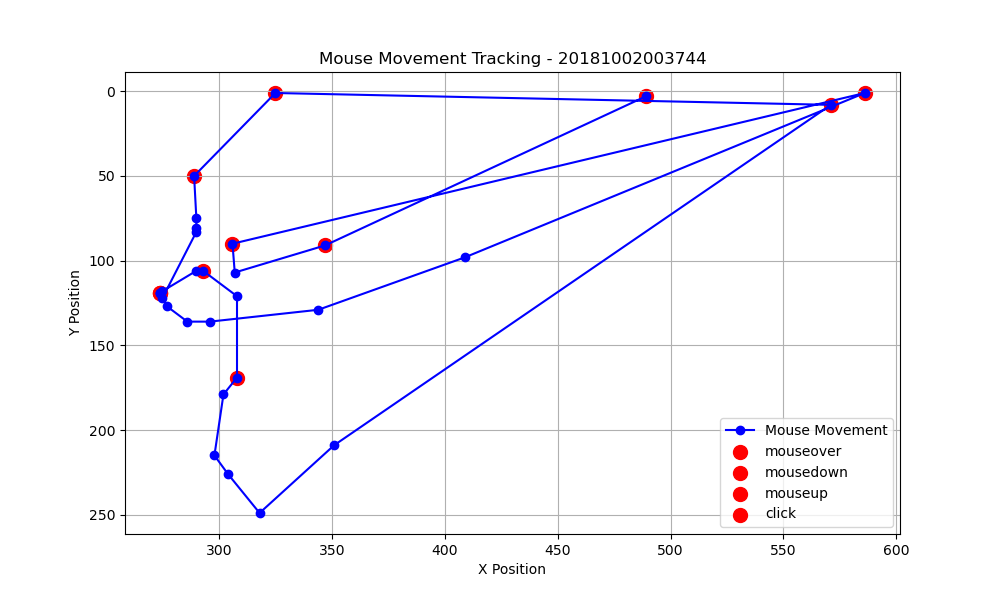 Mouse Movement Tracking - 20181002003744
0
50
100
150
200
250
Y Position
300
350
400
450
500
550
600
X Position
Mouse Movement
mouseover
mousedown
mouseup
click